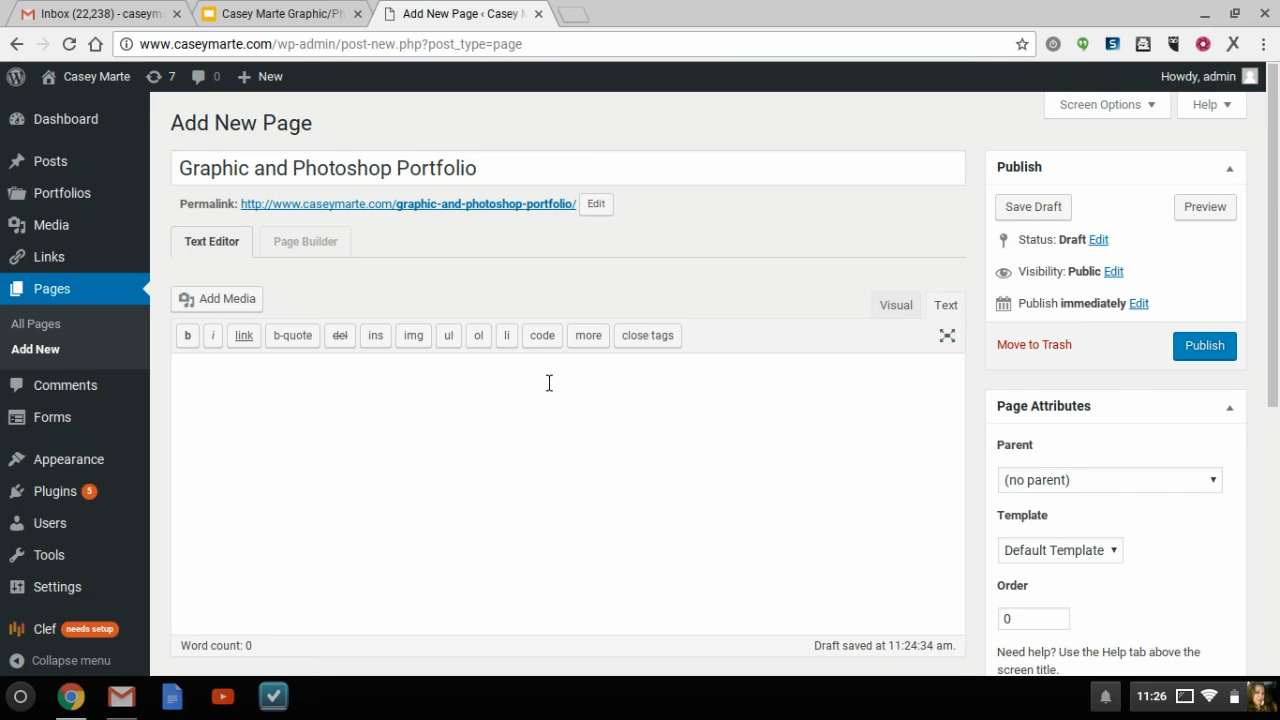 Inbox (22,238) - caseym
Casey Marte Graphic/Ph
Add New Page ‹ Casey M
www.caseymarte.com/wp-admin/post-new.php?post_type=page
Casey Marte
7
0
New
Howdy, admin
Dashboard
Posts
Portfolios
Media
Links
Pages
All Pages
Add New
Comments
Forms
Appearance
Plugins 5
Users
Tools
Settings
Clef needs setup
Collapse menu
Screen Options
Help
Add New Page
Graphic and Photoshop Portfolio
Permalink: http://www.caseymarte.com/graphic-and-photoshop-portfolio/ Edit
Text Editor
Page Builder
Add Media
Visual
Text
b i link b-quote del ins img ul ol li code more close tags
Word count: 0
Draft saved at 11:24:34 am.
Publish
Save Draft
Preview
Status: Draft Edit
Visibility: Public Edit
Publish immediately Edit
Move to Trash
Publish
Page Attributes
Parent
(no parent)
Template
Default Template
Order
0
Need help? Use the Help tab above the
screen title.
11:26